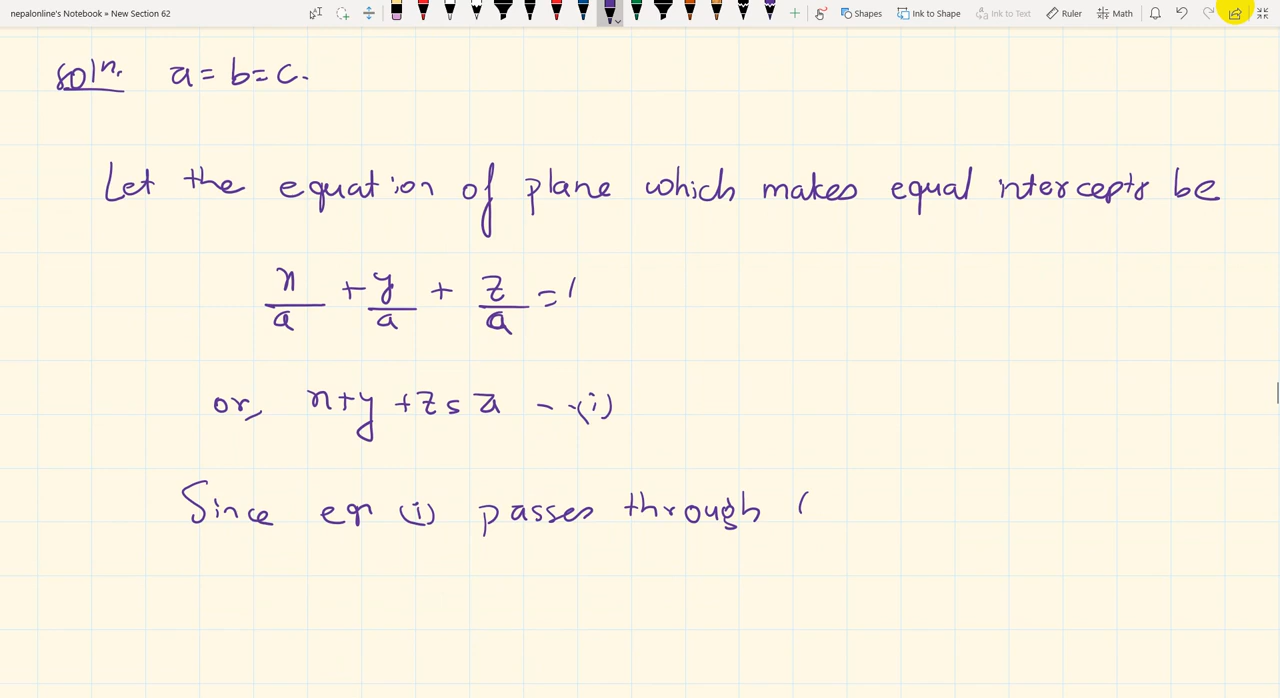 nepalonline's Notebook » New Section 62
Ink to Shape
Shapes
Ink to Text
Ruler
Math
soln. a = b = c.
Let the equation of plane which makes equal intercepts be
x/a + y/a + z/a = 1
or, x + y + z = a - - (i)
Since eqn (i) passes through (